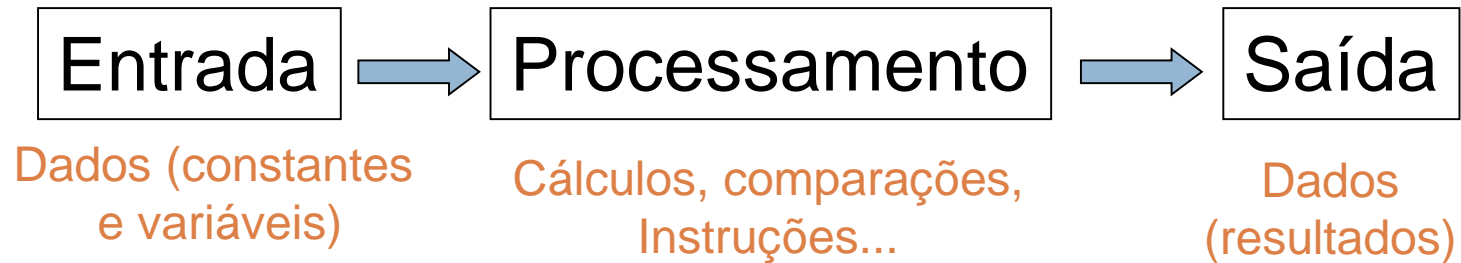 Entrada
Processamento
Saída
Dados (constantes
e variáveis)
Cálculos, comparações,
Instruções...
Dados
(resultados)